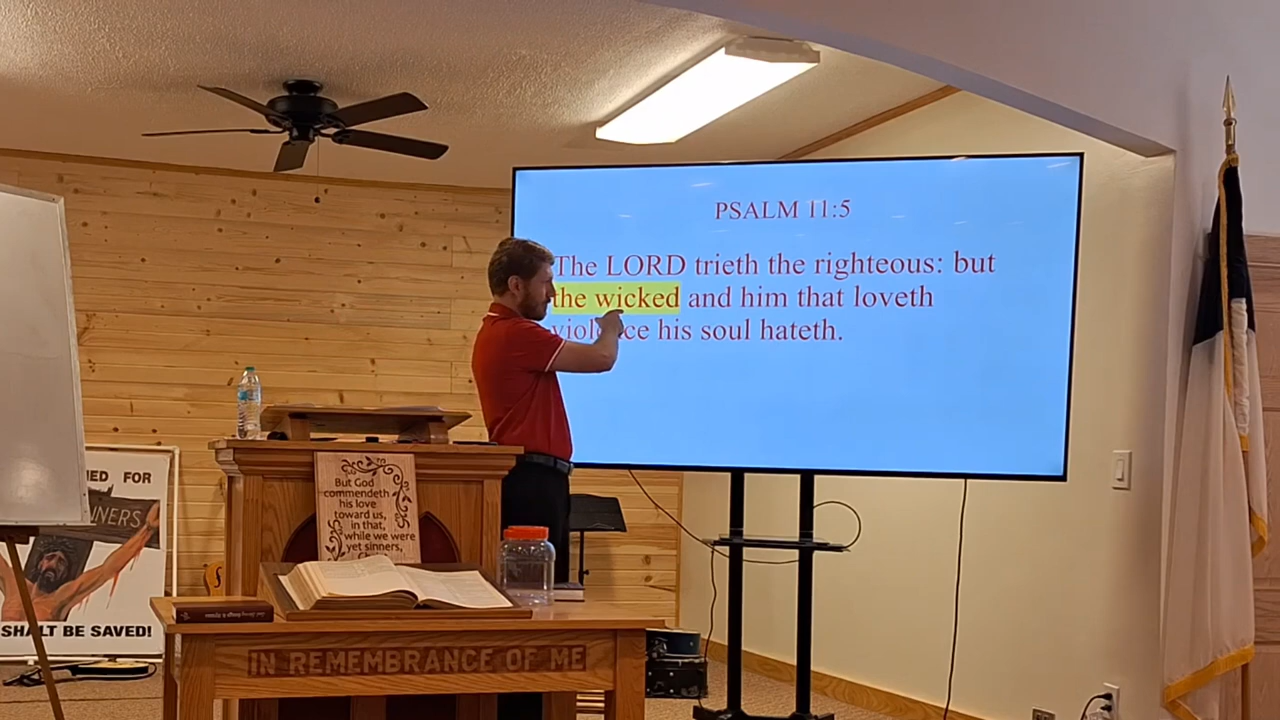 PSALM 11:5
The LORD trieth the righteous: but
the wicked and him that loveth
his soul hateth.
FOR
SHALT BE SAVED!
But God
commendeth
his love
toward us,
in that,
while we were
yet sinners,
IN REMEMBRANCE OF ME